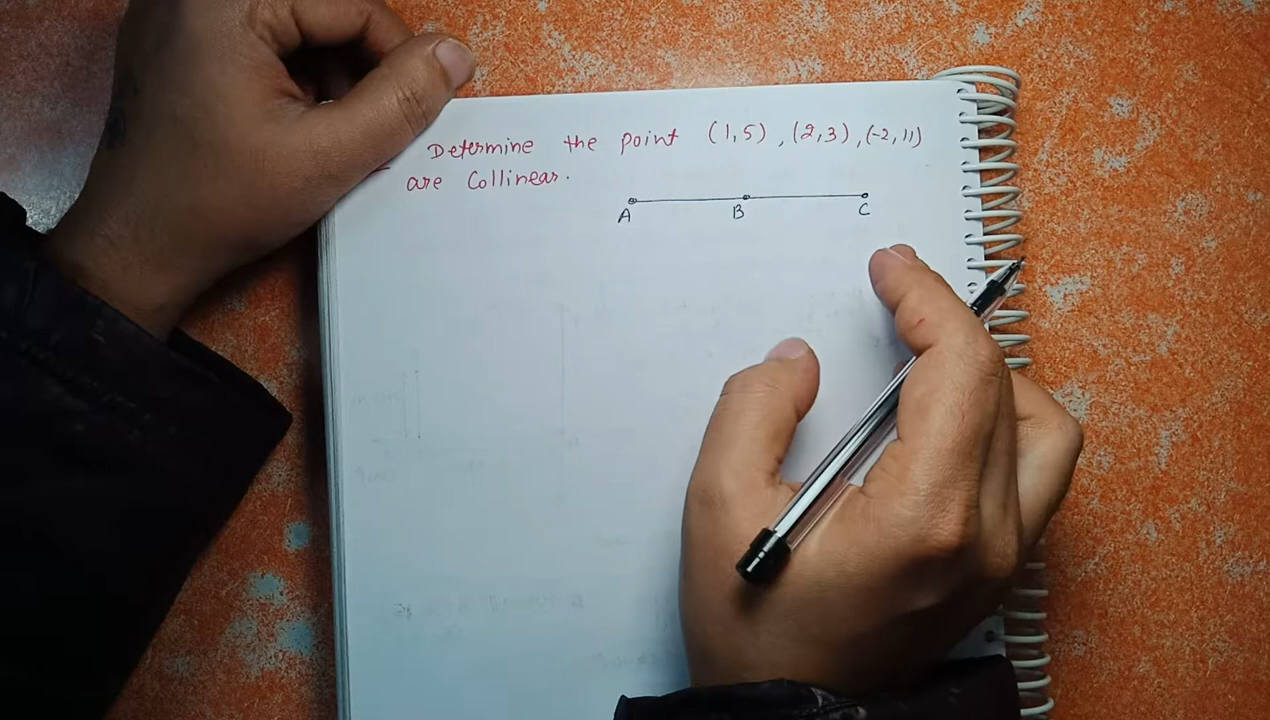 Determine the point (1,5), (2,3), (-2,11)
are Collinear.
A B C